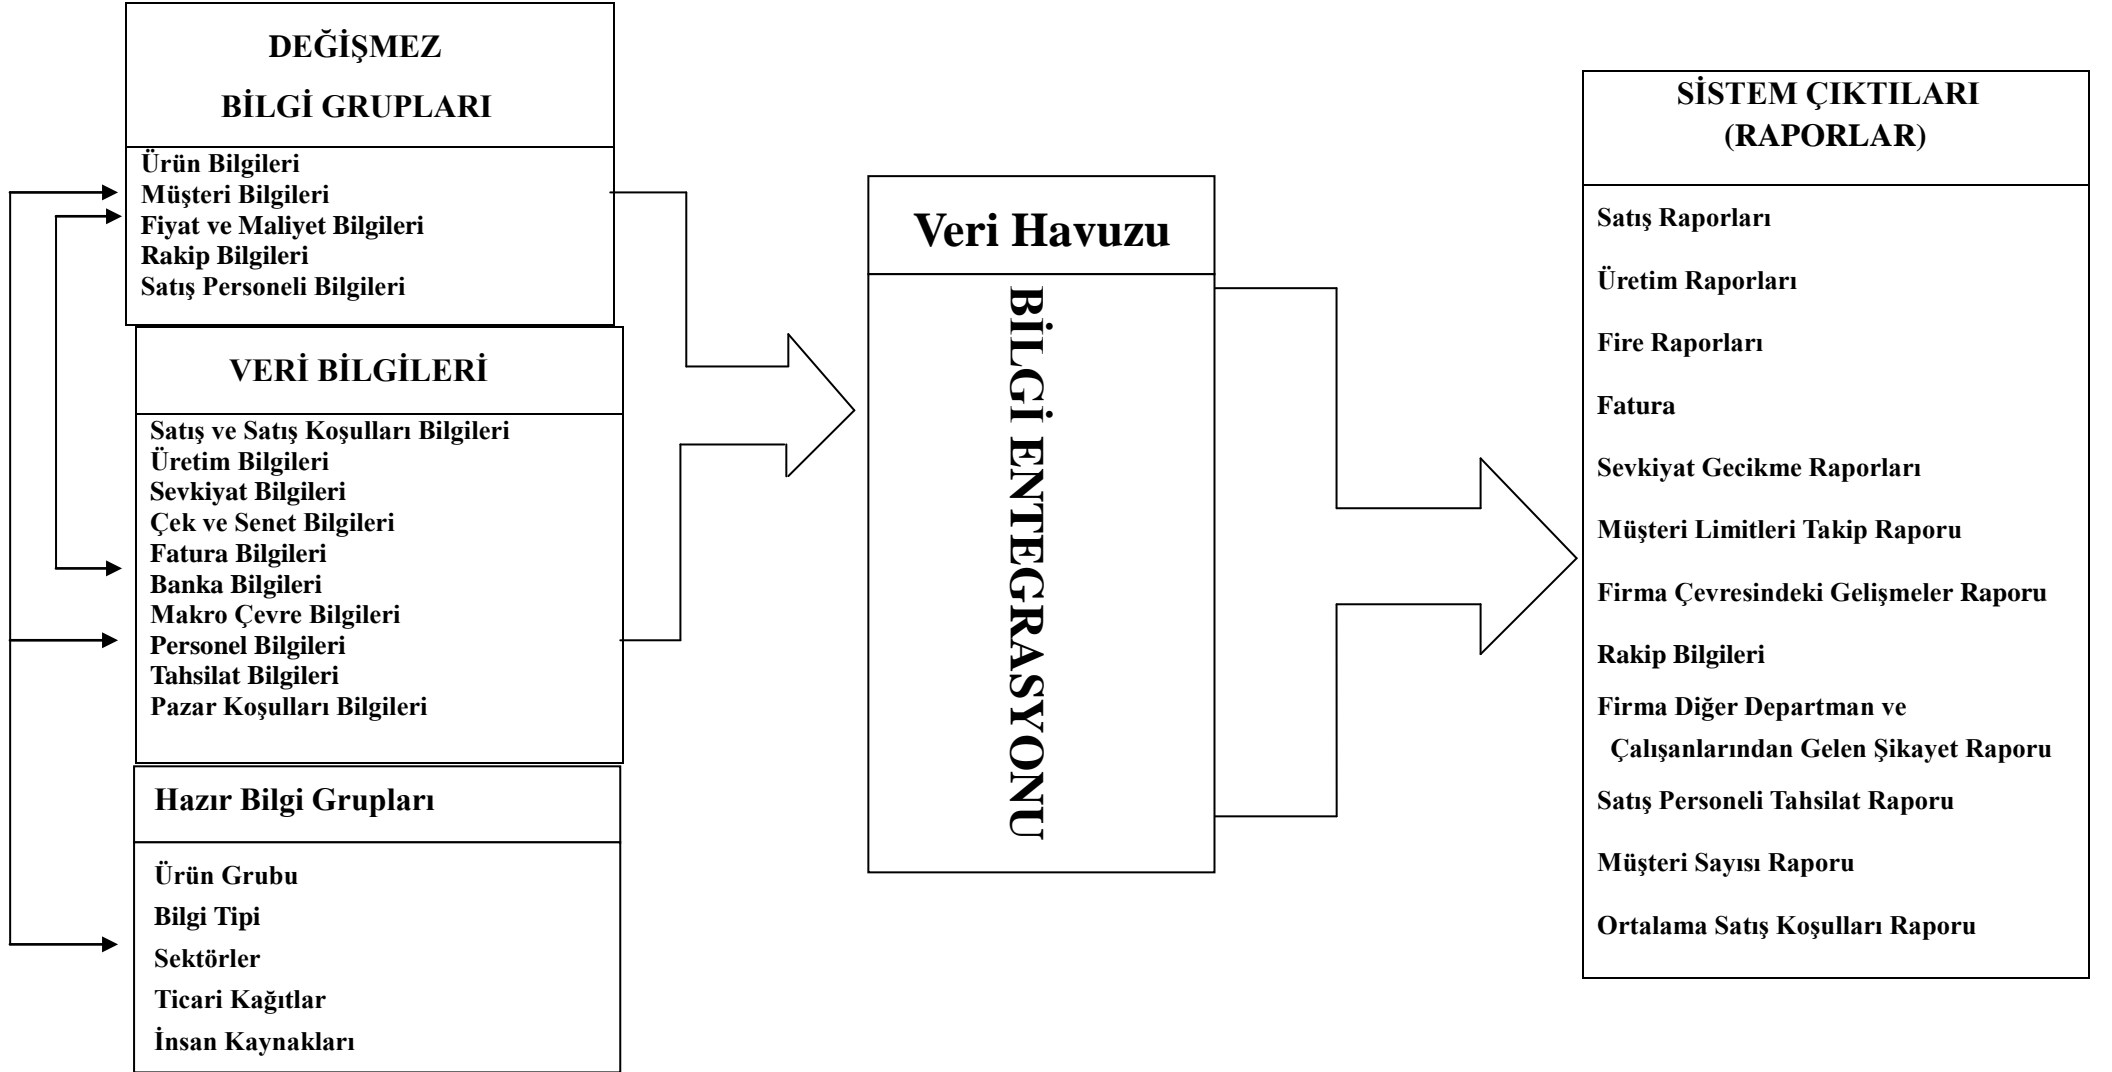 DEĞİŞMEZ
BİLGİ GRUPLARI
Ürün Bilgileri
Müşteri Bilgileri
Fiyat ve Maliyet Bilgileri
Rakip Bilgileri
Satış Personeli Bilgileri
VERİ BİLGİLERİ
Satış ve Satış Koşulları Bilgileri
Üretim Bilgileri
Sevkiyat Bilgileri
Çek ve Senet Bilgileri
Fatura Bilgileri
Banka Bilgileri
Makro Çevre Bilgileri
Personel Bilgileri
Tahsilat Bilgileri
Pazar Koşulları Bilgileri
Hazır Bilgi Grupları
Ürün Grubu
Bilgi Tipi
Sektörler
Ticari Kağıtlar
İnsan Kaynakları
Veri Havuzu
BİLGİ ENTEGRASYONU
SİSTEM ÇIKTILARI
(RAPORLAR)
Satış Raporları
Üretim Raporları
Fire Raporları
Fatura
Sevkiyat Gecikme Raporları
Müşteri Limitleri Takip Raporu
Firma Çevresindeki Gelişmeler Raporu
Rakip Bilgileri
Firma Diğer Departman ve
Çalışanlarından Gelen Şikayet Raporu
Satış Personeli Tahsilat Raporu
Müşteri Sayısı Raporu
Ortalama Satış Koşulları Raporu